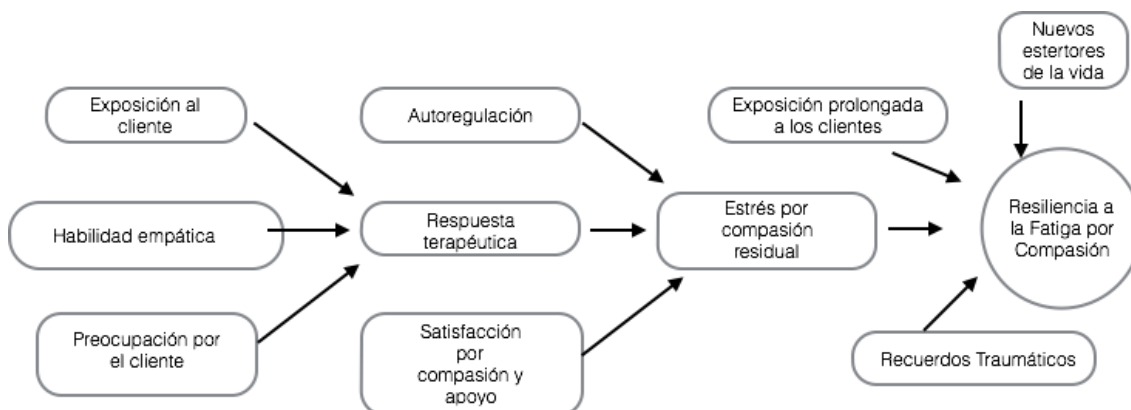 Exposición al
cliente
Habilidad empática
Preocupación por
el cliente
Autoregulación
Respuesta
terapéutica
Satisfacción
por
compasión y
apoyo
Exposición prolongada
a los clientes
Estrés por
compasión
residual
Nuevos
estertores
de la vida
Resiliencia a
la Fatiga por
Compasión
Recuerdos Traumáticos